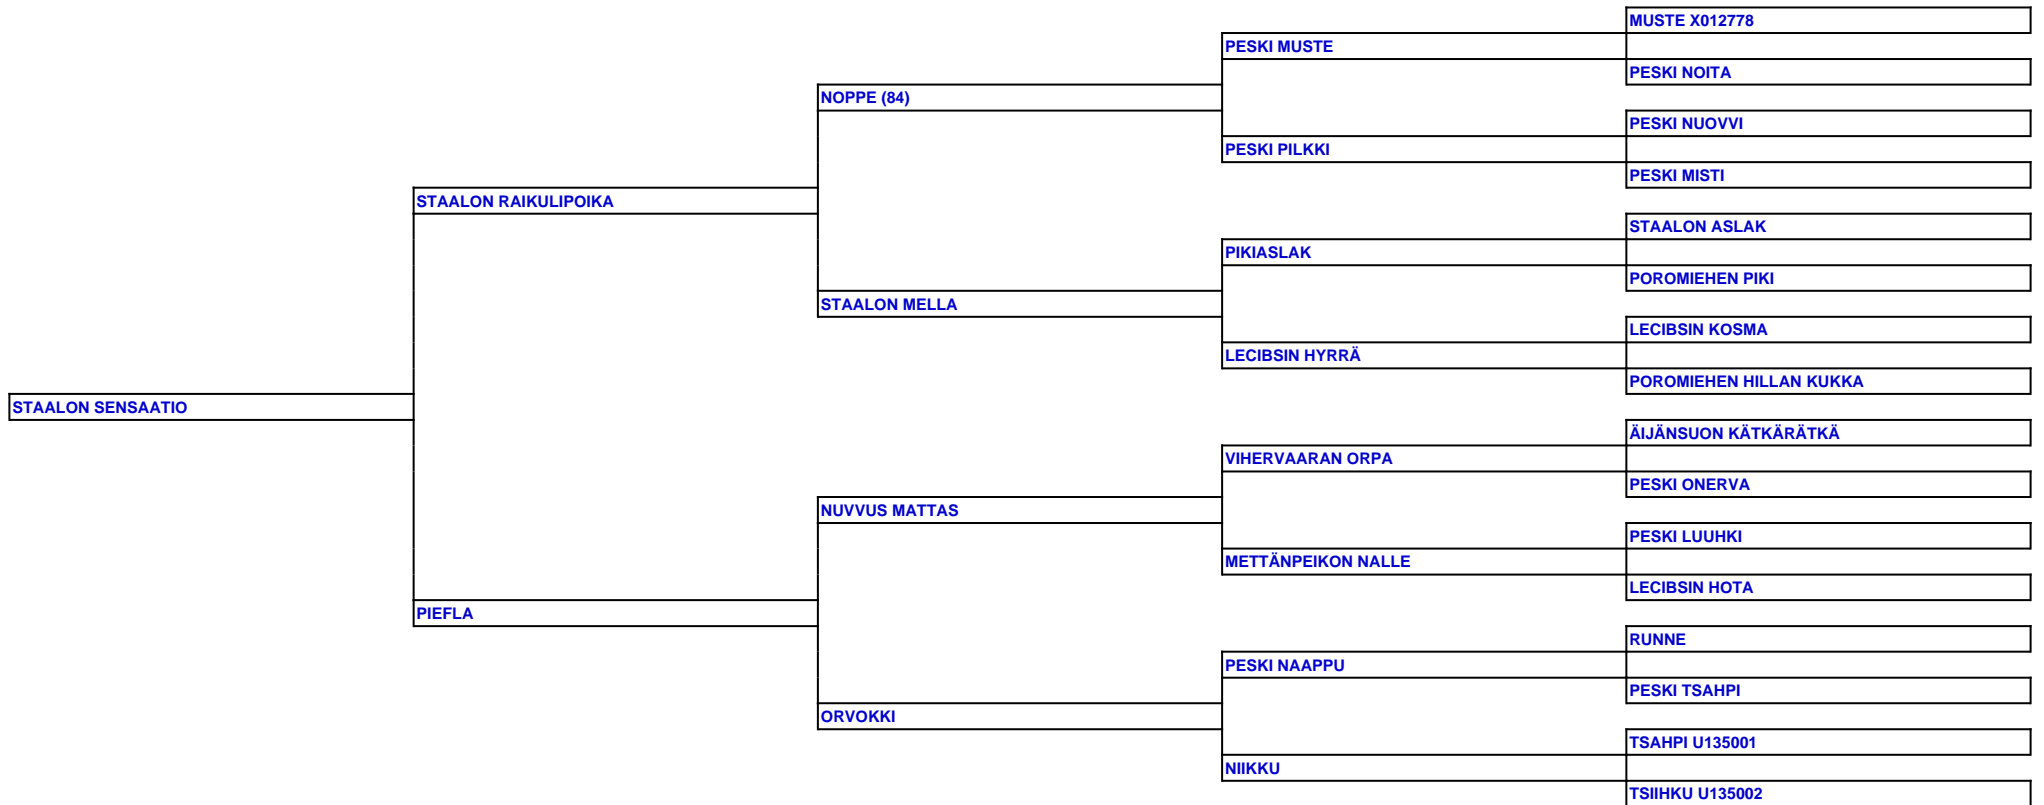 MUSTE X012778
PESKI MUSTE
PESKI NOITA
NOPPE (84)
PESKI NUOVVI
PESKI PILKKI
PESKI MISTI
STAALON RAIKULIPOIKA
STAALON ASLAK
PIKIASLAK
POROMIEHEN PIKI
STAALON MELLA
LECIBSIN KOSMA
LECIBSIN HYRRÄ
POROMIEHEN HILLAN KUKKA
STAALON SENSAATIO
ÄIJÄNSUON KÄTKÄRÄTKÄ
VIHERVAARAN ORPA
PESKI ONERVA
NUVVUS MATTAS
PESKI LUUHKI
METTÄNPEIKON NALLE
LECIBSIN HOTA
PIEFLA
RUNNE
PESKI NAAPPU
PESKI TSAHPI
ORVOKKI
TSAHPI U135001
NIIKKU
TSIIHKU U135002